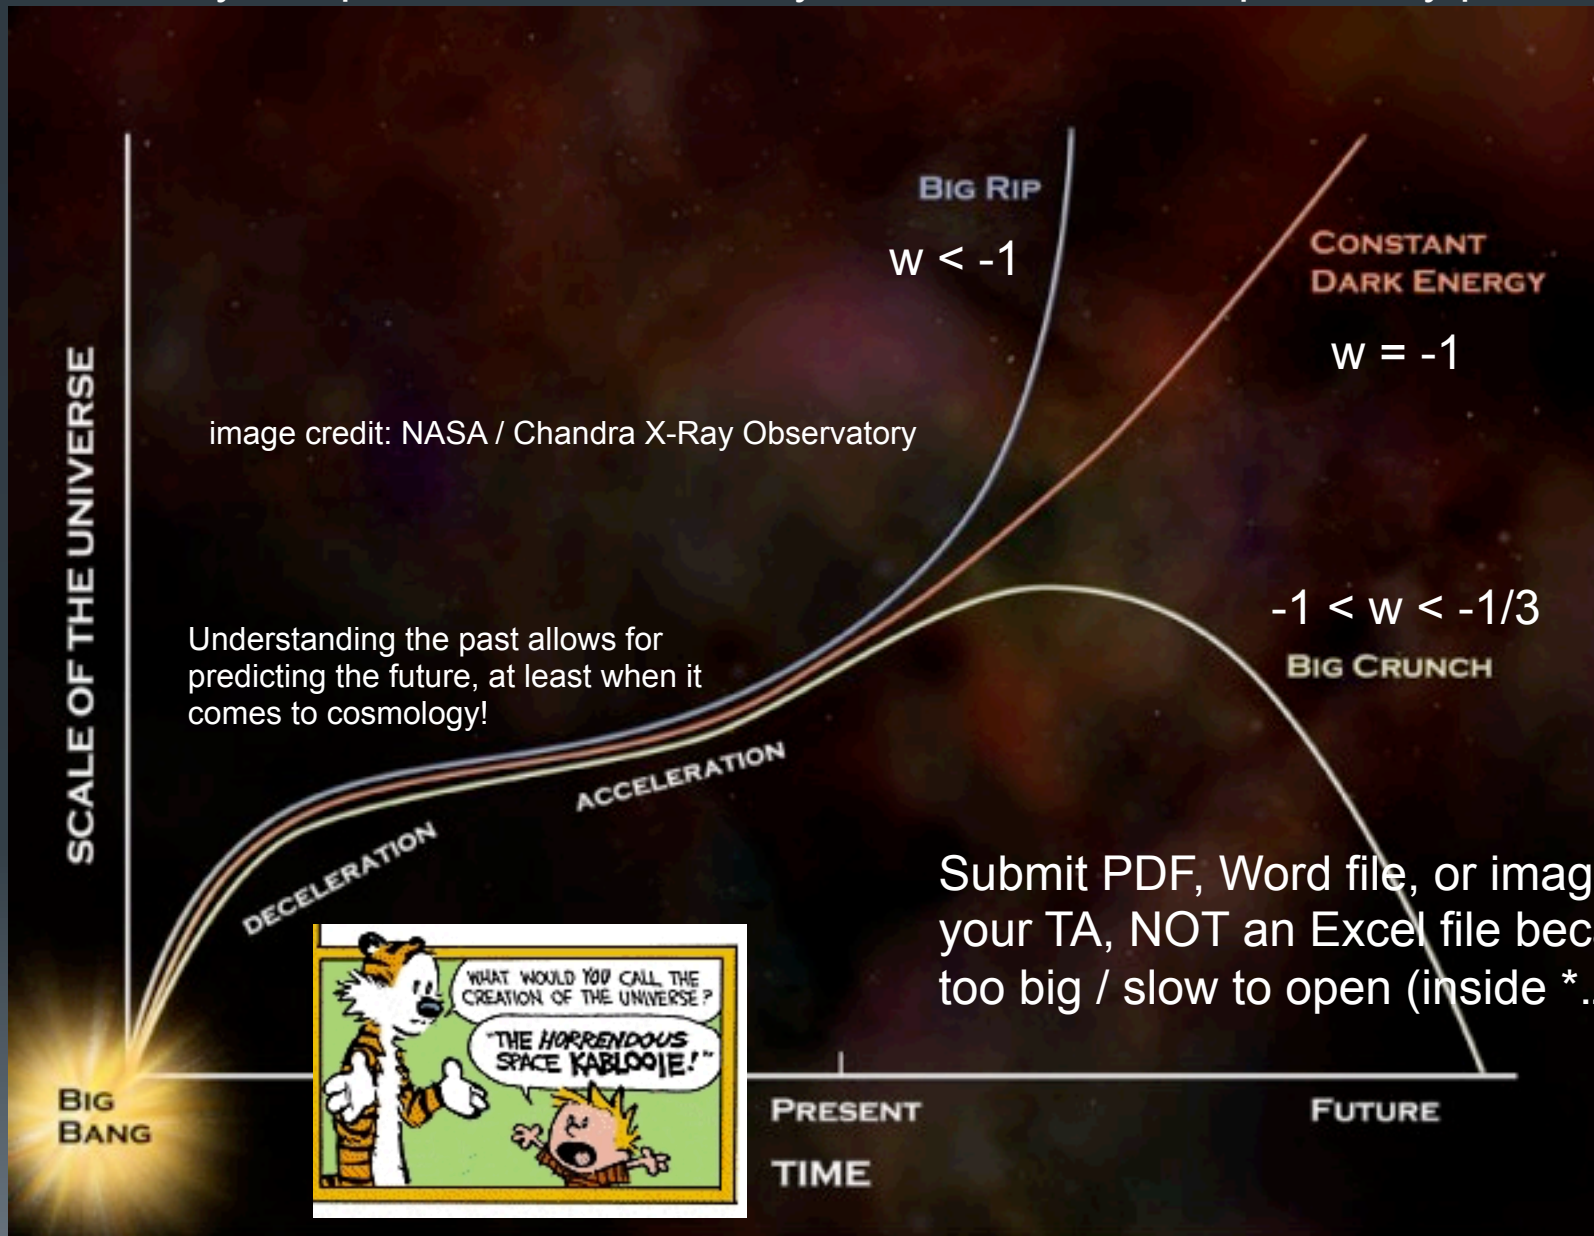 BIG RIP
w < -1
CONSTANT
DARK ENERGY
w = -1
image credit: NASA / Chandra X-Ray Observatory
SCALE OF THE UNIVERSE
-1 < w < -1/3
BIG CRUNCH
Understanding the past allows for
predicting the future, at least when it
comes to cosmology!
ACCELERATION
DECELERATION
Submit PDF, Word file, or imag
your TA, NOT an Excel file bec
too big / slow to open (inside *.
WHAT WOULD YOU CALL THE
CREATION OF THE UNIVERSE?
"THE HORRENDOUS
SPACE KABLOOIE!"
BIG
BANG
PRESENT
FUTURE
TIME